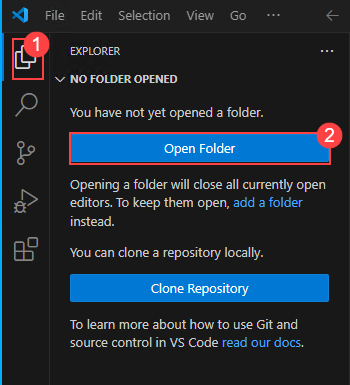 File Edit Selection View Go
1
EXPLORER
NO FOLDER OPENED
You have not yet opened a folder.
2
Open Folder
Opening a folder will close all currently open
editors. To keep them open, add a folder
instead.
You can clone a repository locally.
Clone Repository
To learn more about how to use Git and
source control in VS Code read our docs.